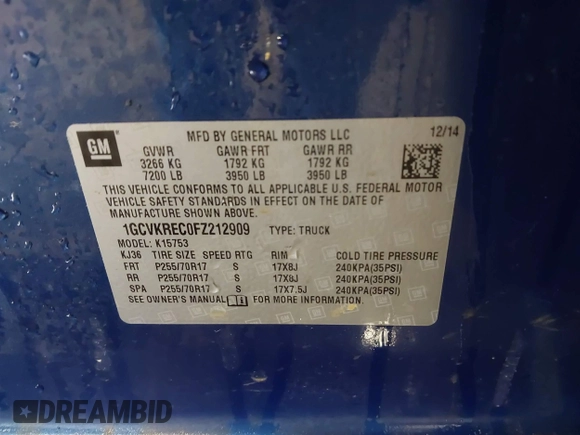 GM
MFD BY GENERAL MOTORS LLC 12/14
GVWR GAWR FRT GAWR RR
3266 KG 1792 KG 1792 KG
7200 LB 3950 LB 3950 LB
THIS VEHICLE CONFORMS TO ALL APPLICABLE U.S. FEDERAL MOTOR
VEHICLE SAFETY STANDARDS IN EFFECT ON THE DATE OF
MANUFACTURE SHOWN ABOVE.
1GCVKREC0FZ212909 TYPE: TRUCK
MODEL: K15753
KJ36 TIRE SIZE SPEED RTG RIM COLD TIRE PRESSURE
FRT P255/70R17 S 17X8J 240KPA(35PSI)
RR P255/70R17 S 17X8J 240KPA(35PSI)
SPA P255/70R17 S 17X7.5J 240KPA(35PSI)
SEE OWNER'S MANUAL FOR MORE INFORMATION.
DREAMBID